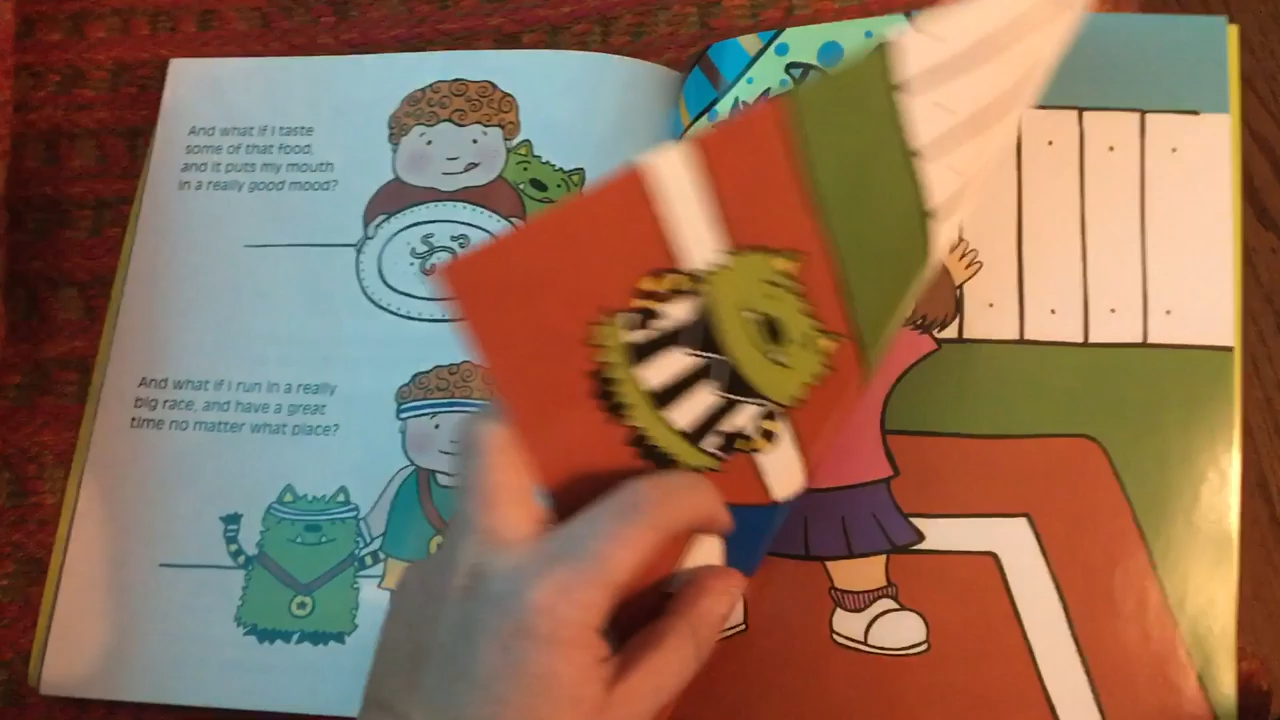 And what if I taste
some of that food,
and it puts my mouth
in a really good mood?
And what if I run in a really
big race, and have a great
time no matter what place?